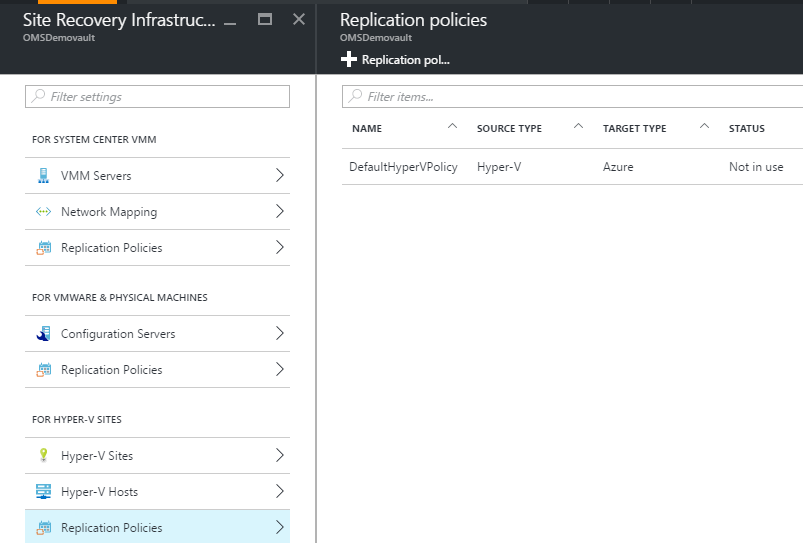 Site Recovery Infrastruc...
OMSDemovault
Filter settings
FOR SYSTEM CENTER VMM
VMM Servers
Network Mapping
Replication Policies
FOR VMWARE & PHYSICAL MACHINES
Configuration Servers
Replication Policies
FOR HYPER-V SITES
Hyper-V Sites
Hyper-V Hosts
Replication Policies
Replication policies
OMSDemovault
Replication pol...
Filter items...
NAME SOURCE TYPE TARGET TYPE STATUS
DefaultHyperVPolicy Hyper-V Azure Not in use